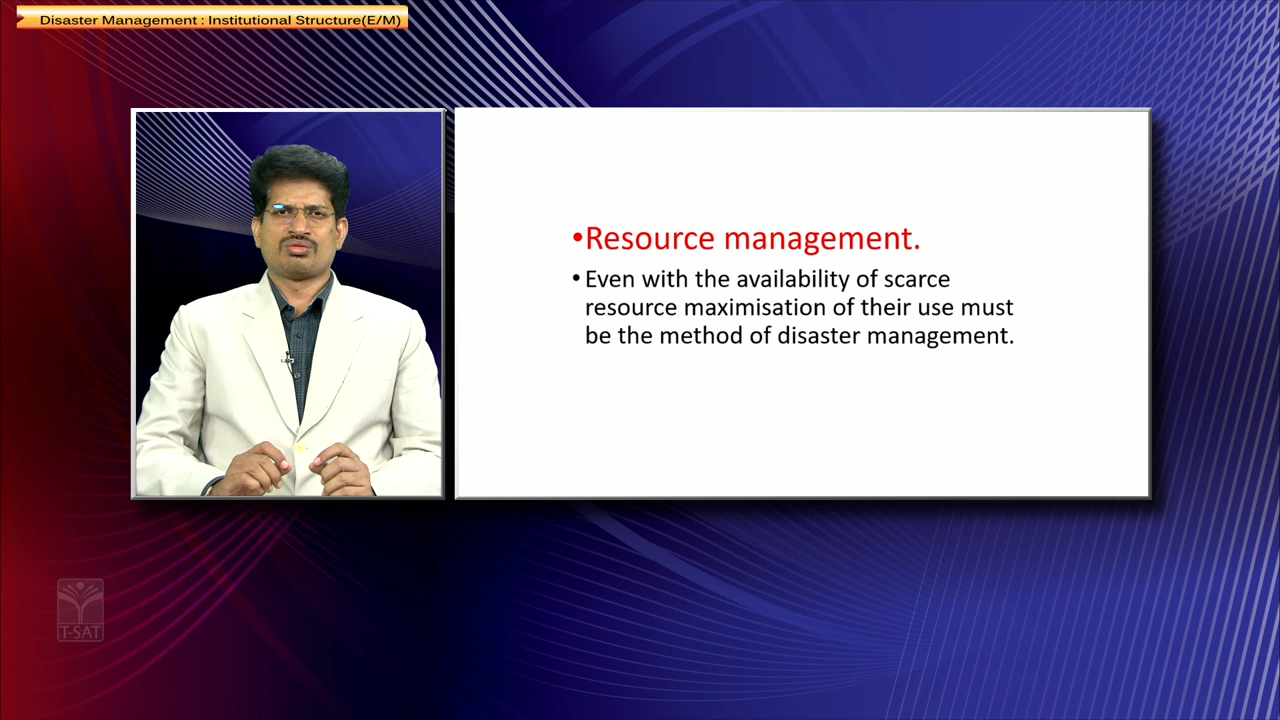 Disaster Management : Institutional Structure(E/M)
•Resource management.
• Even with the availability of scarce
resource maximisation of their use must
be the method of disaster management.
T-SAT